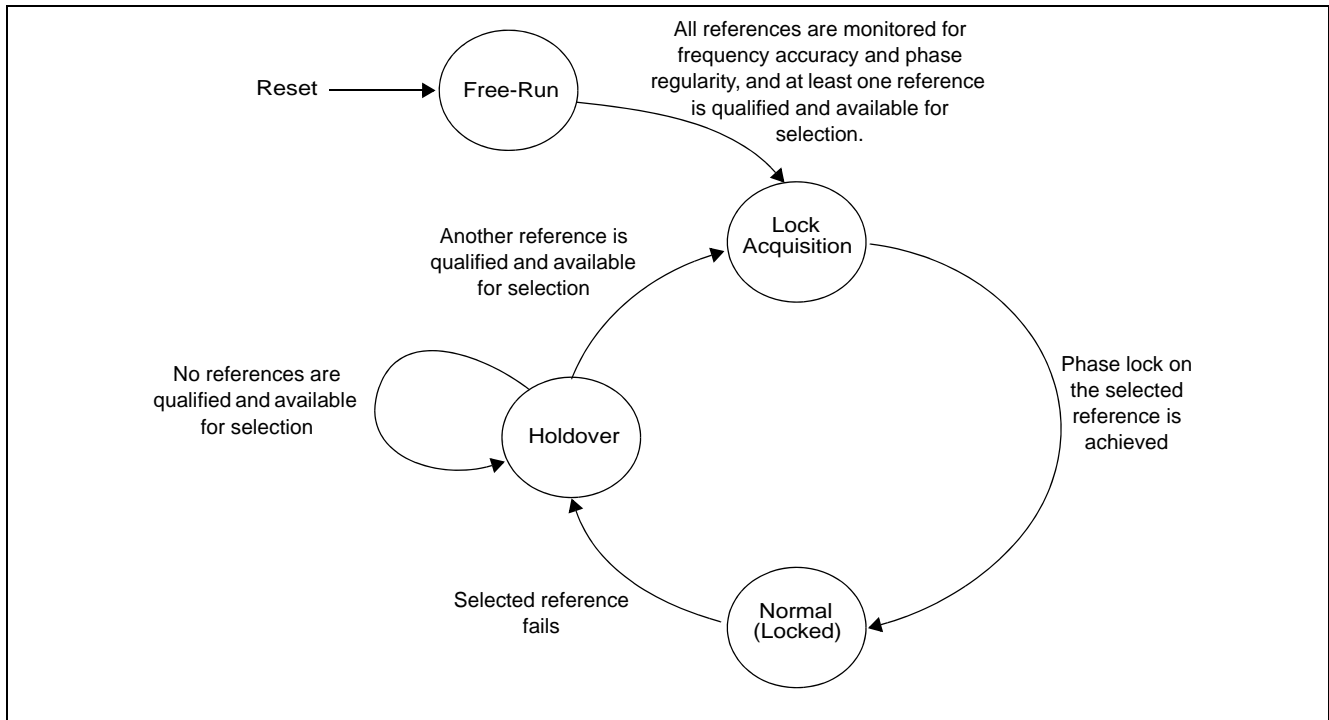 All references are monitored for
frequency accuracy and phase
regularity, and at least one reference
is qualified and available for
selection.
Reset
Free-Run
Lock
Acquisition
Another reference is
qualified and available
for selection
No references are
qualified and available
for selection
Phase lock on
the selected
reference is
achieved
Holdover
Selected reference
fails
Normal
(Locked)